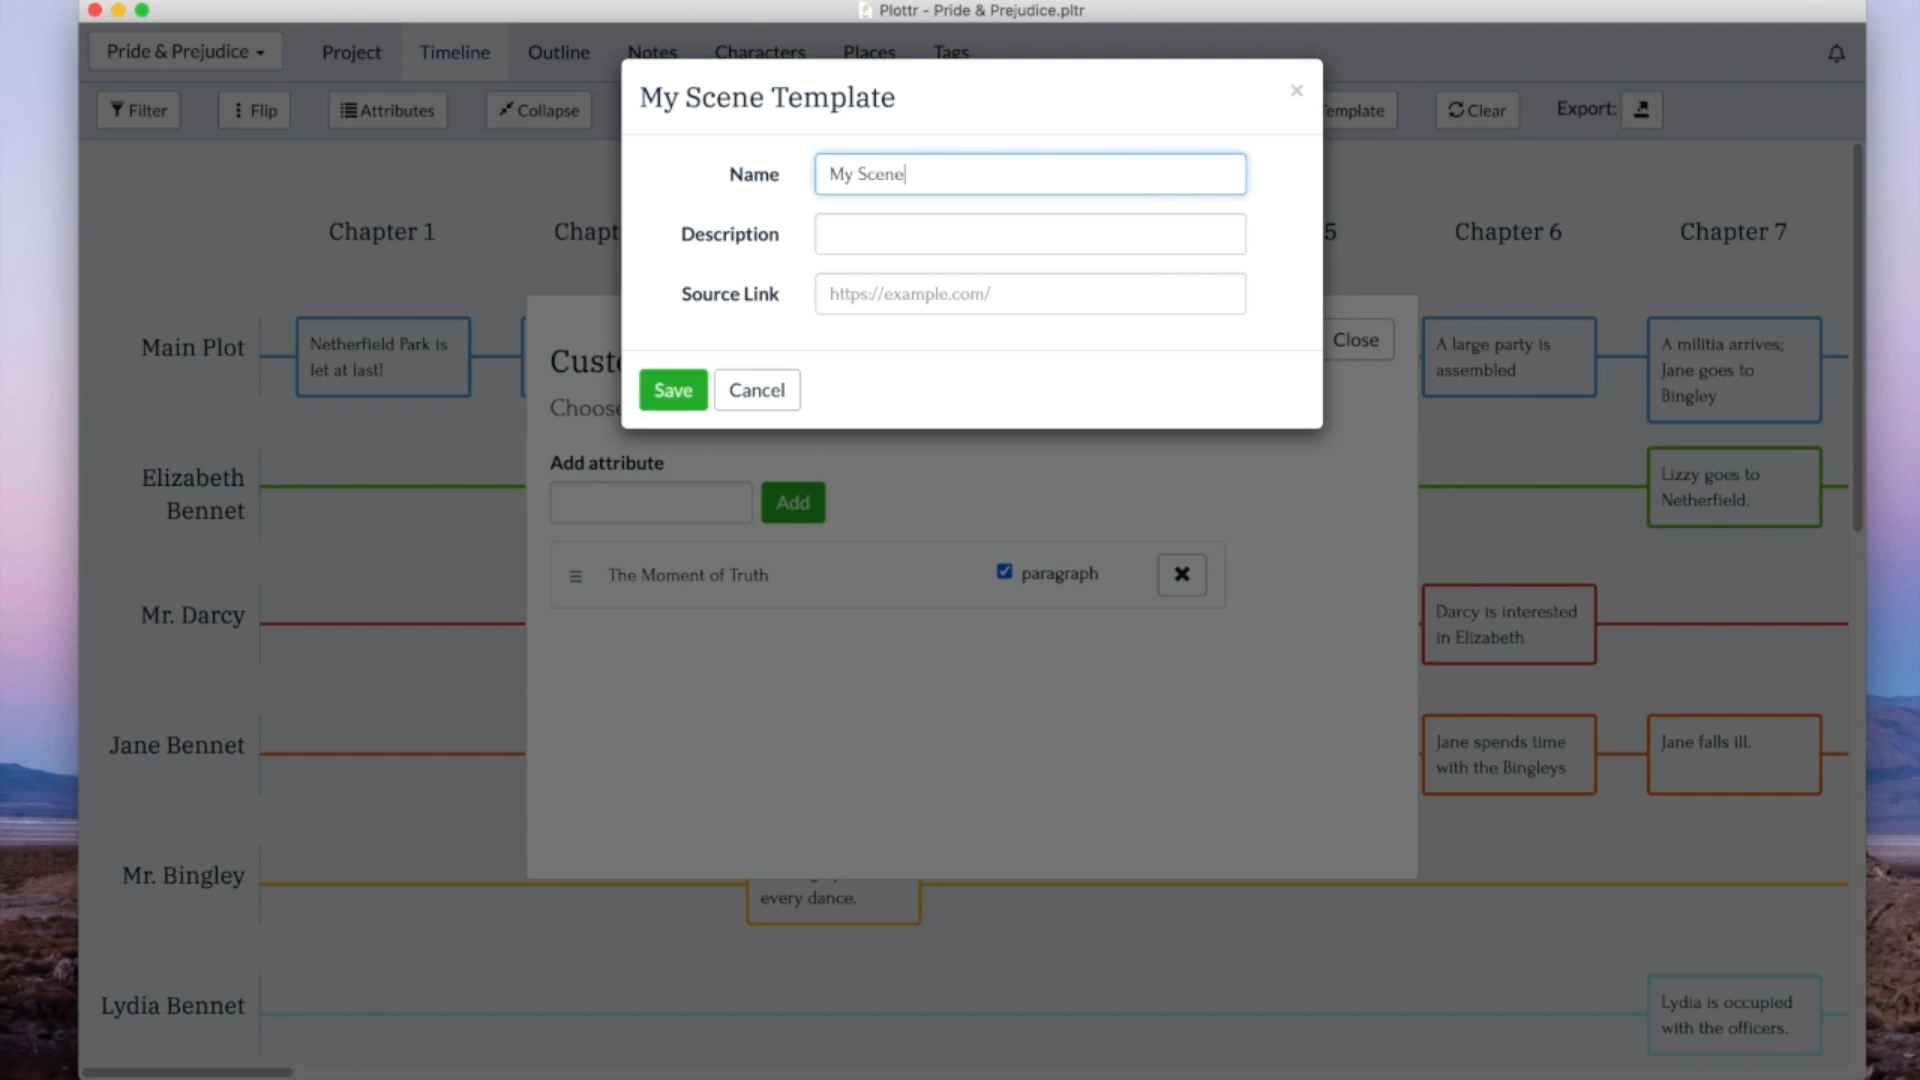 Plottr - Pride & Prejudice.pltr
Pride & Prejudice
Project
Timeline
Outline
Notes
Characters
Places
Tags
Filter
Flip
Attributes
Collapse
Clear
Export:
My Scene Template
×
Name
My Scene
Description
Source Link
https://example.com/
Save
Cancel
Close
Add attribute
Add
The Moment of Truth
paragraph
Chapter 1
Chapter 6
Chapter 7
Main Plot
Netherfield Park is
let at last!
A large party is
assembled
A militia arrives;
Jane goes to
Bingley
Elizabeth
Bennet
Lizzy goes to
Netherfield.
Mr. Darcy
Darcy is interested
in Elizabeth
Jane Bennet
Jane spends time
with the Bingleys
Jane falls ill.
Mr. Bingley
every dance.
Lydia Bennet
Lydia is occupied
with the officers.